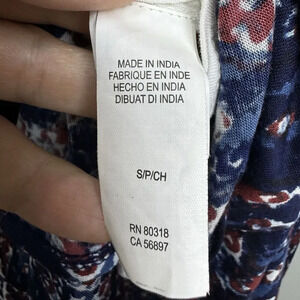 MADE IN INDIA
FABRIQUE EN INDE
HECHO EN INDIA
DIBUAT DI INDIA
S/P/CH
RN 80318
CA 56897